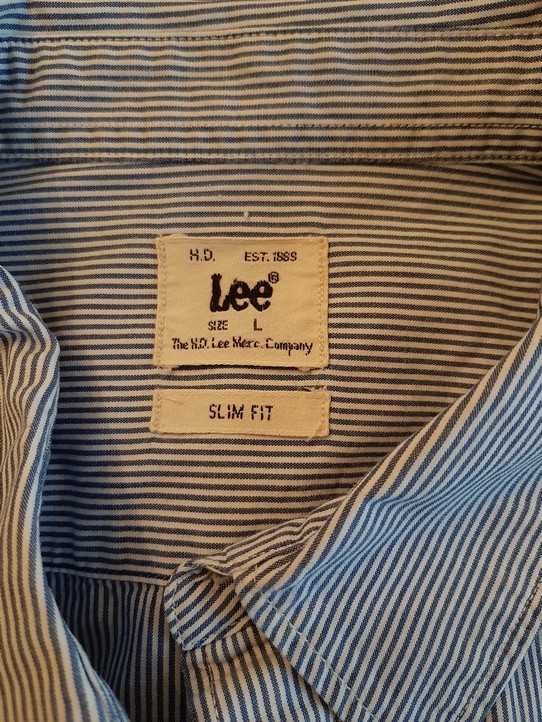 H.D. EST. 1889
Lee®
SIZE L
The H.D. Lee Merc. Company
SLIM FIT